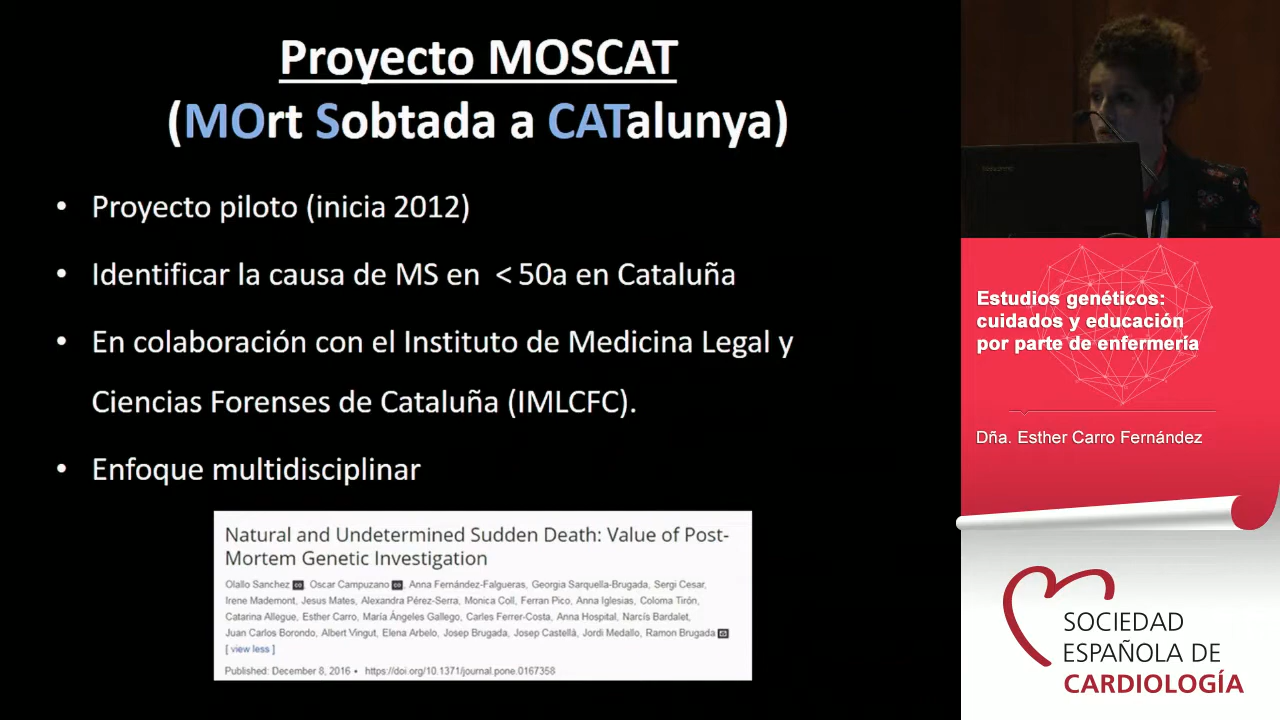 Proyecto MOSCAT
(MOrt Sobtada a CATalunya)
• Proyecto piloto (inicia 2012)
• Identificar la causa de MS en < 50a en Cataluña
• En colaboración con el Instituto de Medicina Legal y
Ciencias Forenses de Cataluña (IMLCFC).
• Enfoque multidisciplinar
Natural and Undetermined Sudden Death: Value of Post-
Mortem Genetic Investigation
Olallo Sanchez, Oscar Campuzano, Anna Fernández-Falgueras, Georgia Sarquella-Brugada, Sergi Cesar,
Irene Mademont, Jesus Mates, Alexandra Pérez-Serra, Monica Coll, Ferran Pico, Anna Iglesias, Coloma Tirón,
Catarina Allegue, Esther Carro, María Ángeles Gallego, Carles Ferrer-Costa, Anna Hospital, Narcís Bardalet,
Juan Carlos Borondo, Albert Vingut, Elena Arbelo, Josep Brugada, Josep Castellá, Jordi Medallo, Ramon Brugada
[ view less ]
Published: December 8, 2016 • https://doi.org/10.1371/journal.pone.0167358
Estudios genéticos:
cuidados y educación
por parte de enfermería
Dña. Esther Carro Fernández
SOCIEDAD
ESPAÑOLA DE
CARDIOLOGÍA